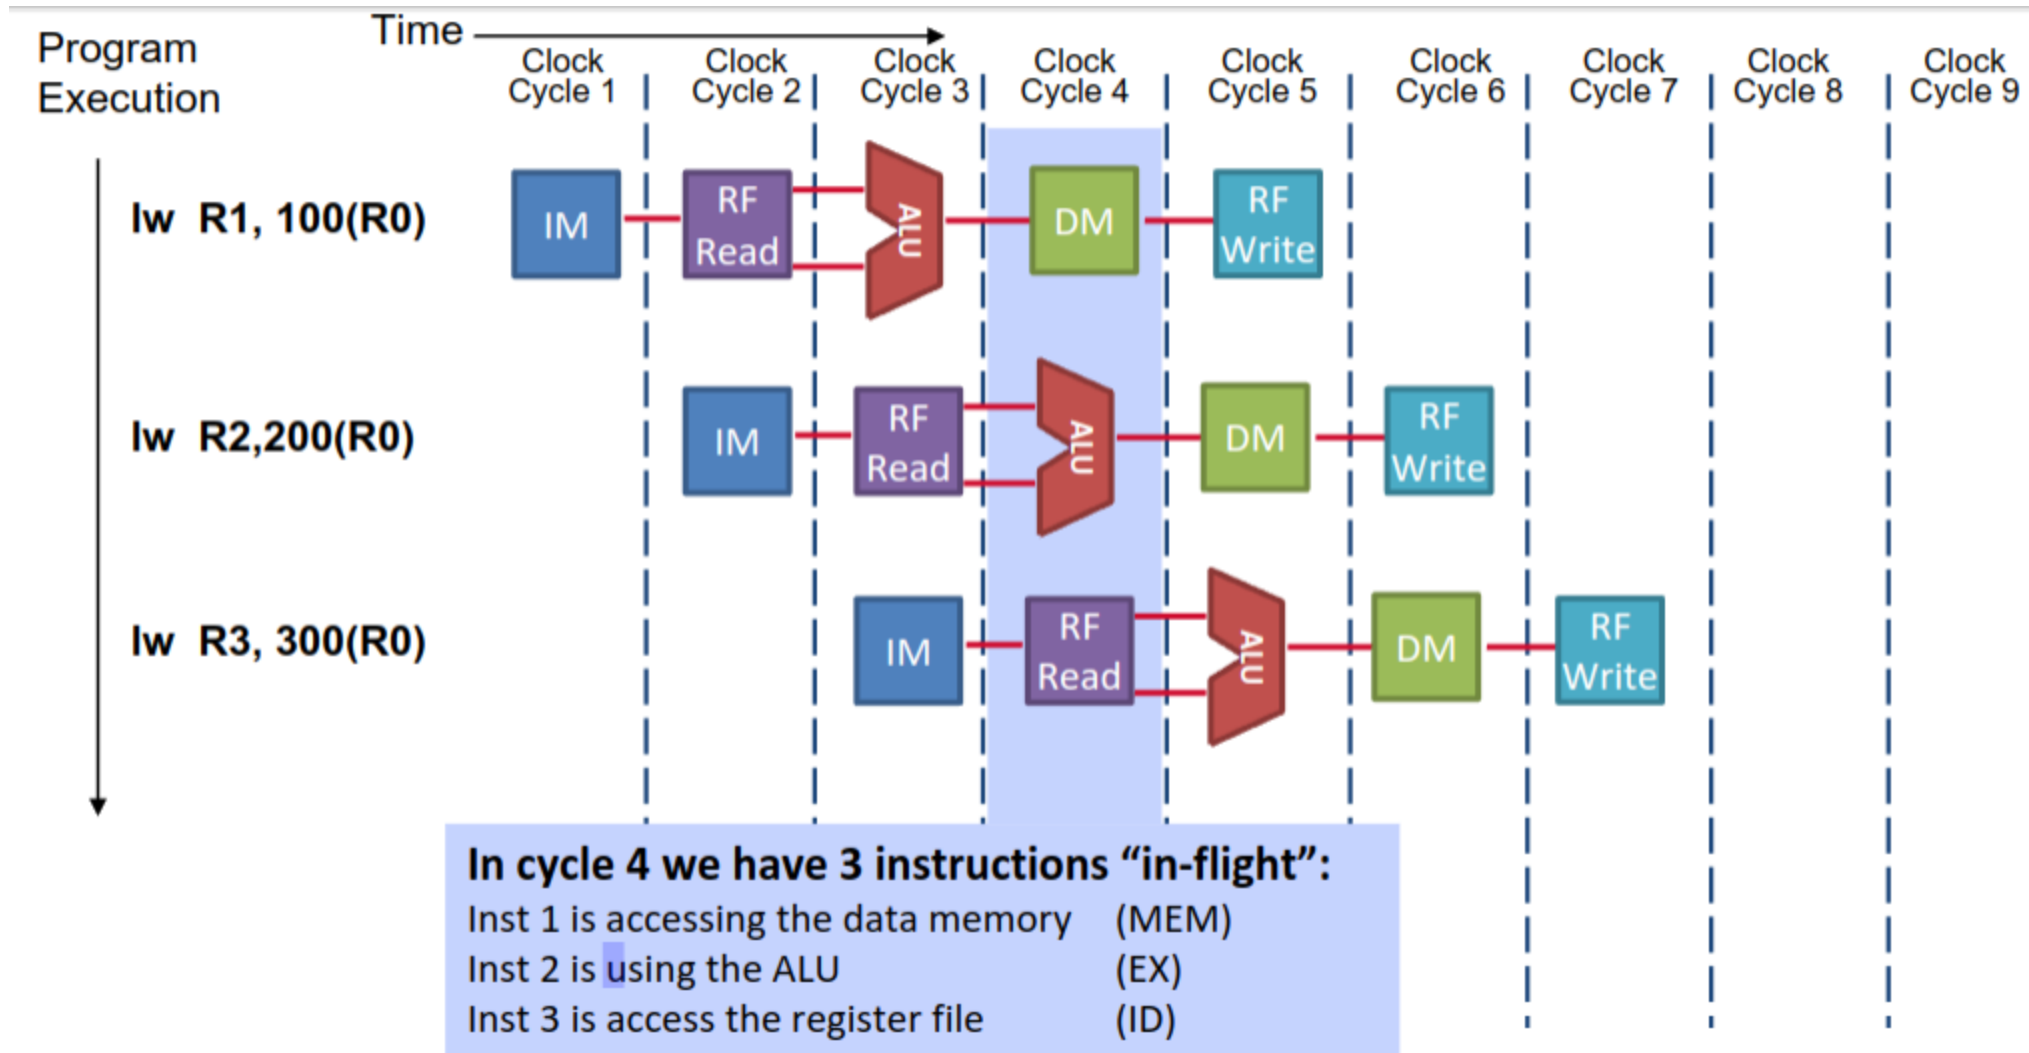 Program
Execution
Time
Clock
Cycle 1
Clock
Cycle 2
Clock
Cycle 3
Clock
Cycle 4
Clock
Cycle 5
Clock
Cycle 6
Clock
Cycle 7
Clock
Cycle 8
Clock
Cycle 9
lw R1, 100(R0)
IM
RF
Read
ALU
DM
RF
Write
lw R2,200(R0)
IM
RF
Read
ALU
DM
RF
Write
lw R3, 300(R0)
IM
RF
Read
ALU
DM
RF
Write
In cycle 4 we have 3 instructions “in-flight”:
Inst 1 is accessing the data memory (MEM)
Inst 2 is using the ALU (EX)
Inst 3 is access the register file (ID)